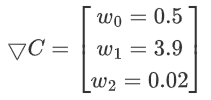 ▽C = [w₀ = 0.5
w₁ = 3.9
w₂ = 0.02]